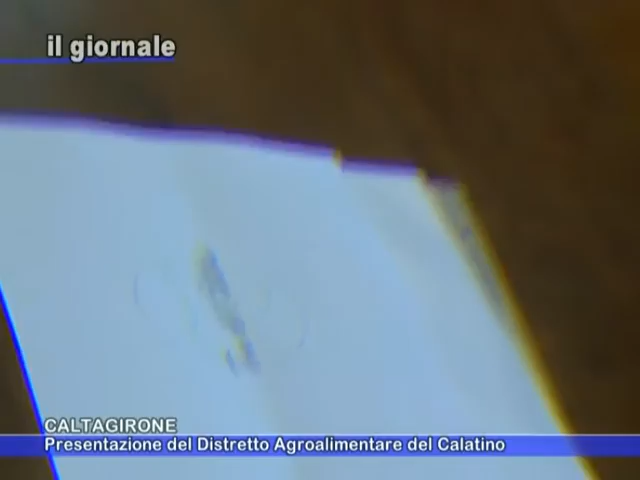 il giornale
CALTAGIRONE
Presentazione del Distretto Agroalimentare del Calatino